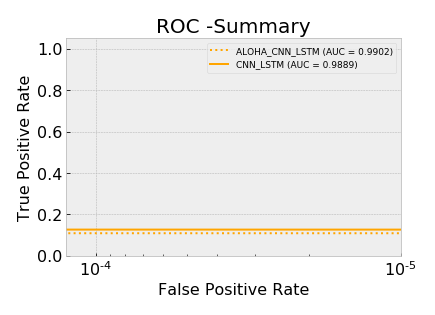 ROC -Summary
ALOHA_CNN_LSTM (AUC = 0.9902)
CNN_LSTM (AUC = 0.9889)
True Positive Rate
1.0
0.8
0.6
0.4
0.2
0.0
10⁻⁴
10⁻⁵
False Positive Rate